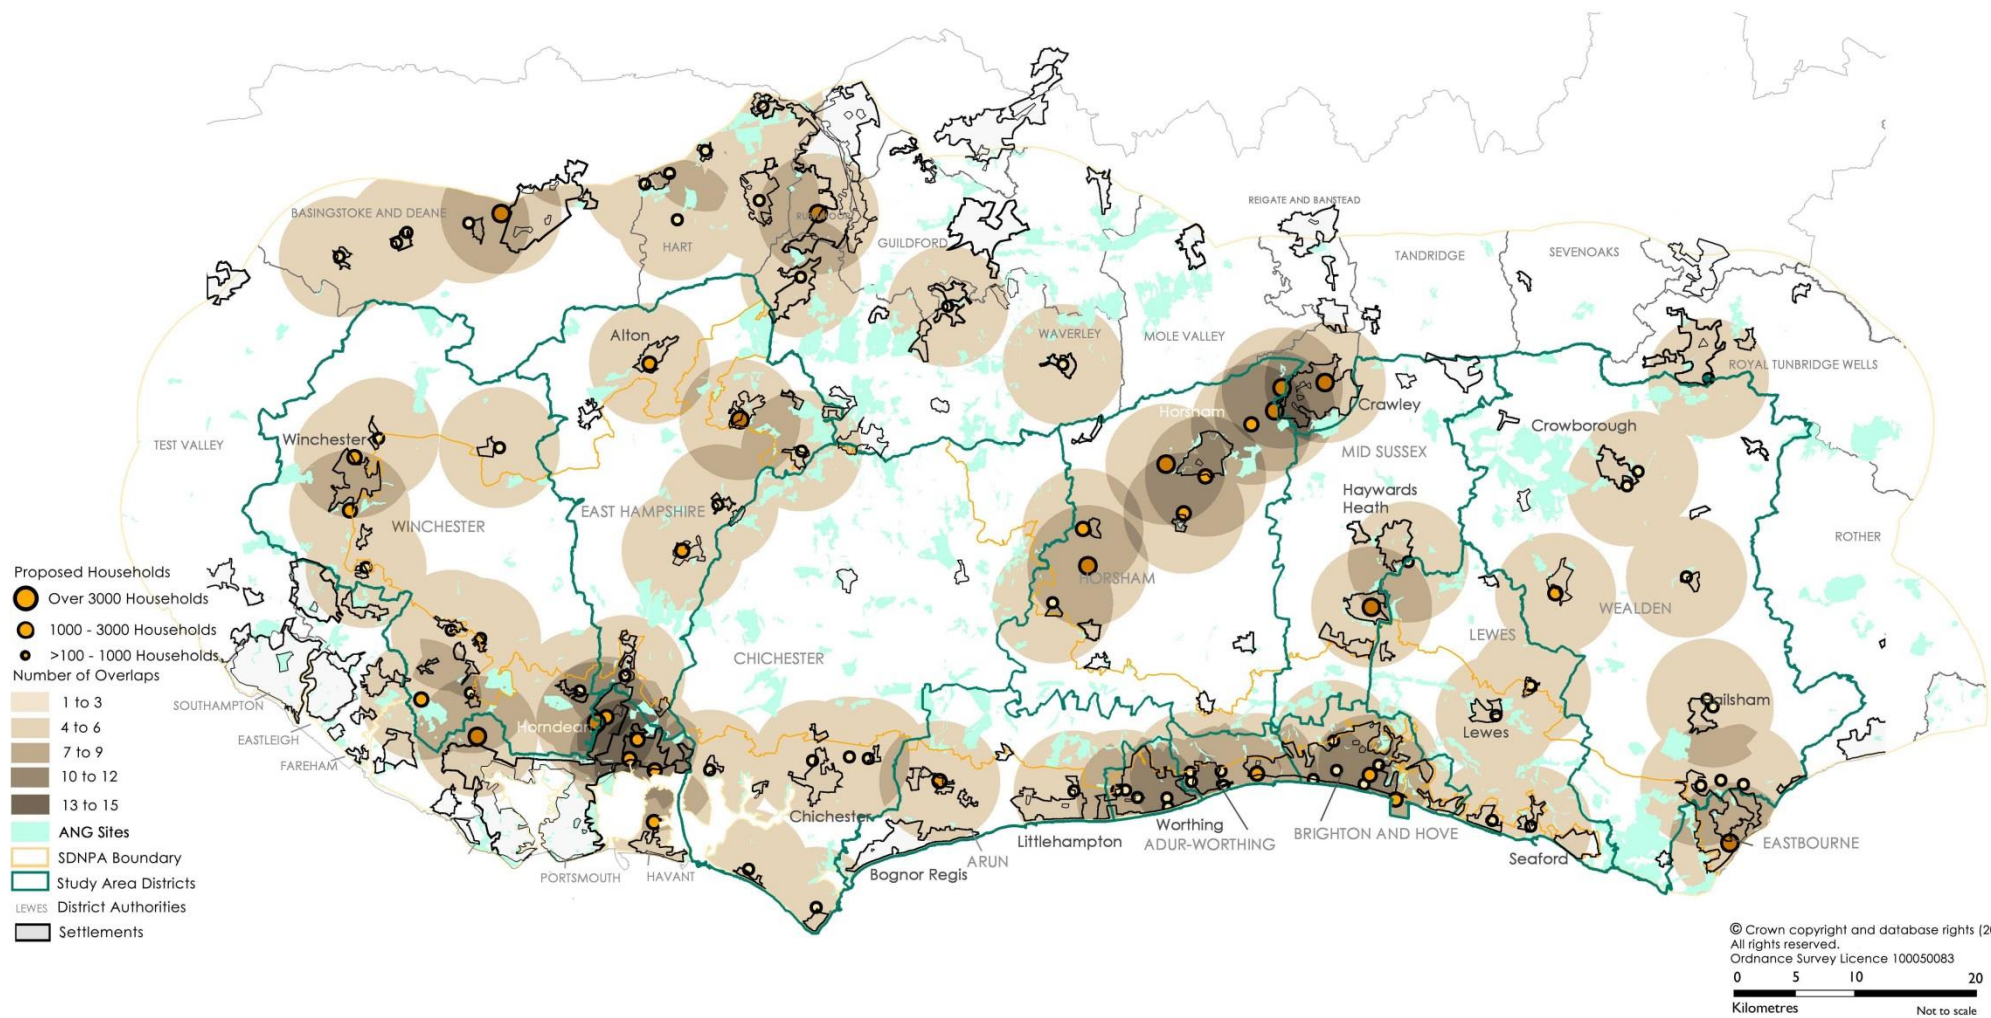 REIGATE AND BANSTEAD
BASINGSTOKE AND DEANE
HART
GUILDFORD
TANDRIDGE
SEVENOAKS
Alton
WAVERLEY
MOLE VALLEY
ROYAL TUNBRIDGE WELLS
Horsham
Crawley
TEST VALLEY
Winchester
Crowborough
MID SUSSEX
Haywards
Heath
EAST HAMPSHIRE
WINCHESTER
ROTHER
HORSHAM
WEALDEN
LEWES
CHICHESTER
Lewes
ailsham
Horndean
SOUTHAMPTON
EASTLEIGH
FAREHAM
Chichester
Littlehampton
Worthing
ADUR-WORTHING
BRIGHTON AND HOVE
EASTBOURNE
Seaford
ARUN
Bognor Regis
PORTSMOUTH
HAVANT
Proposed Households
Over 3000 Households
1000 - 3000 Households
>100 - 1000 Households
Number of Overlaps
1 to 3
4 to 6
7 to 9
10 to 12
13 to 15
ANG Sites
SDNPA Boundary
Study Area Districts
LEWES District Authorities
Settlements
© Crown copyright and database rights (20
All rights reserved.
Ordnance Survey Licence 100050083
0 5 10 20
Kilometres Not to scale